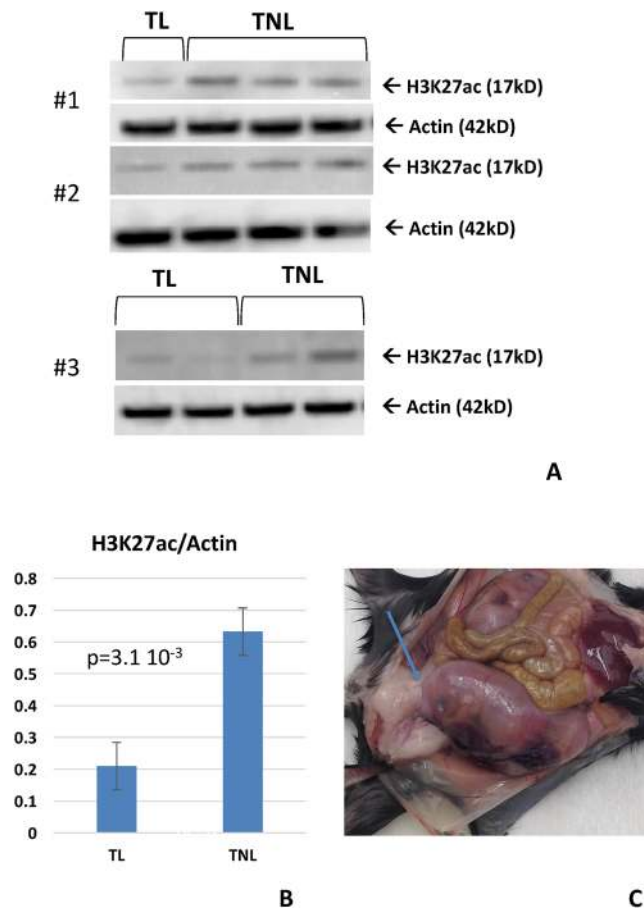 TL TNL
#1
← H3K27ac (17kD)
← Actin (42kD)
#2
← H3K27ac (17kD)
← Actin (42kD)
TL TNL
#3
← H3K27ac (17kD)
← Actin (42kD)
A
H3K27ac/Actin
0.8
0.7
0.6
0.5
0.4
0.3
0.2
0.1
0
p=3.1 10⁻³
TL TNL
B
C